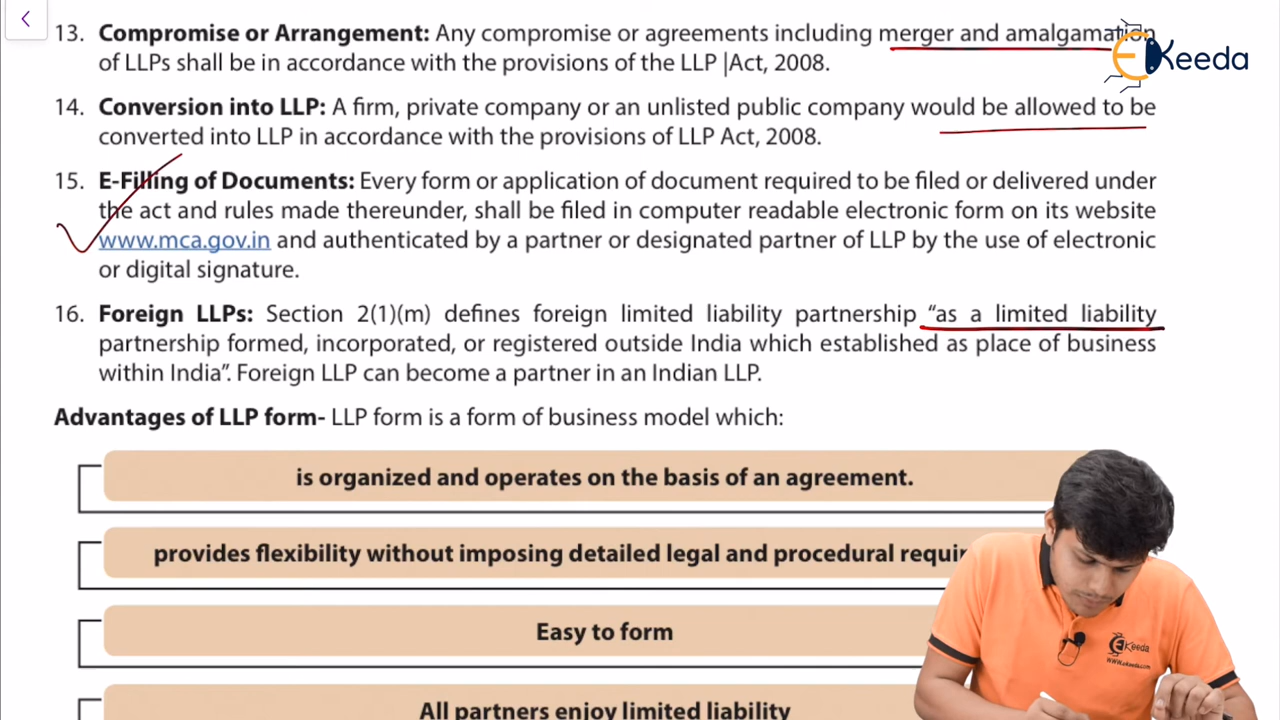 13. Compromise or Arrangement: Any compromise or agreements including merger and amalgamation
of LLPs shall be in accordance with the provisions of the LLP |Act, 2008.
EKeeda
14. Conversion into LLP: A firm, private company or an unlisted public company would be allowed to be
converted into LLP in accordance with the provisions of LLP Act, 2008.
15. E-Filling of Documents: Every form or application of document required to be filed or delivered under
the act and rules made thereunder, shall be filed in computer readable electronic form on its website
www.mca.gov.in and authenticated by a partner or designated partner of LLP by the use of electronic
or digital signature.
16. Foreign LLPs: Section 2(1)(m) defines foreign limited liability partnership “as a limited liability
partnership formed, incorporated, or registered outside India which established as place of business
within India”. Foreign LLP can become a partner in an Indian LLP.
Advantages of LLP form- LLP form is a form of business model which:
is organized and operates on the basis of an agreement.
provides flexibility without imposing detailed legal and procedural
Easy to form
EKeeda
www.ekeeda.com
All partners enjoy limited liability